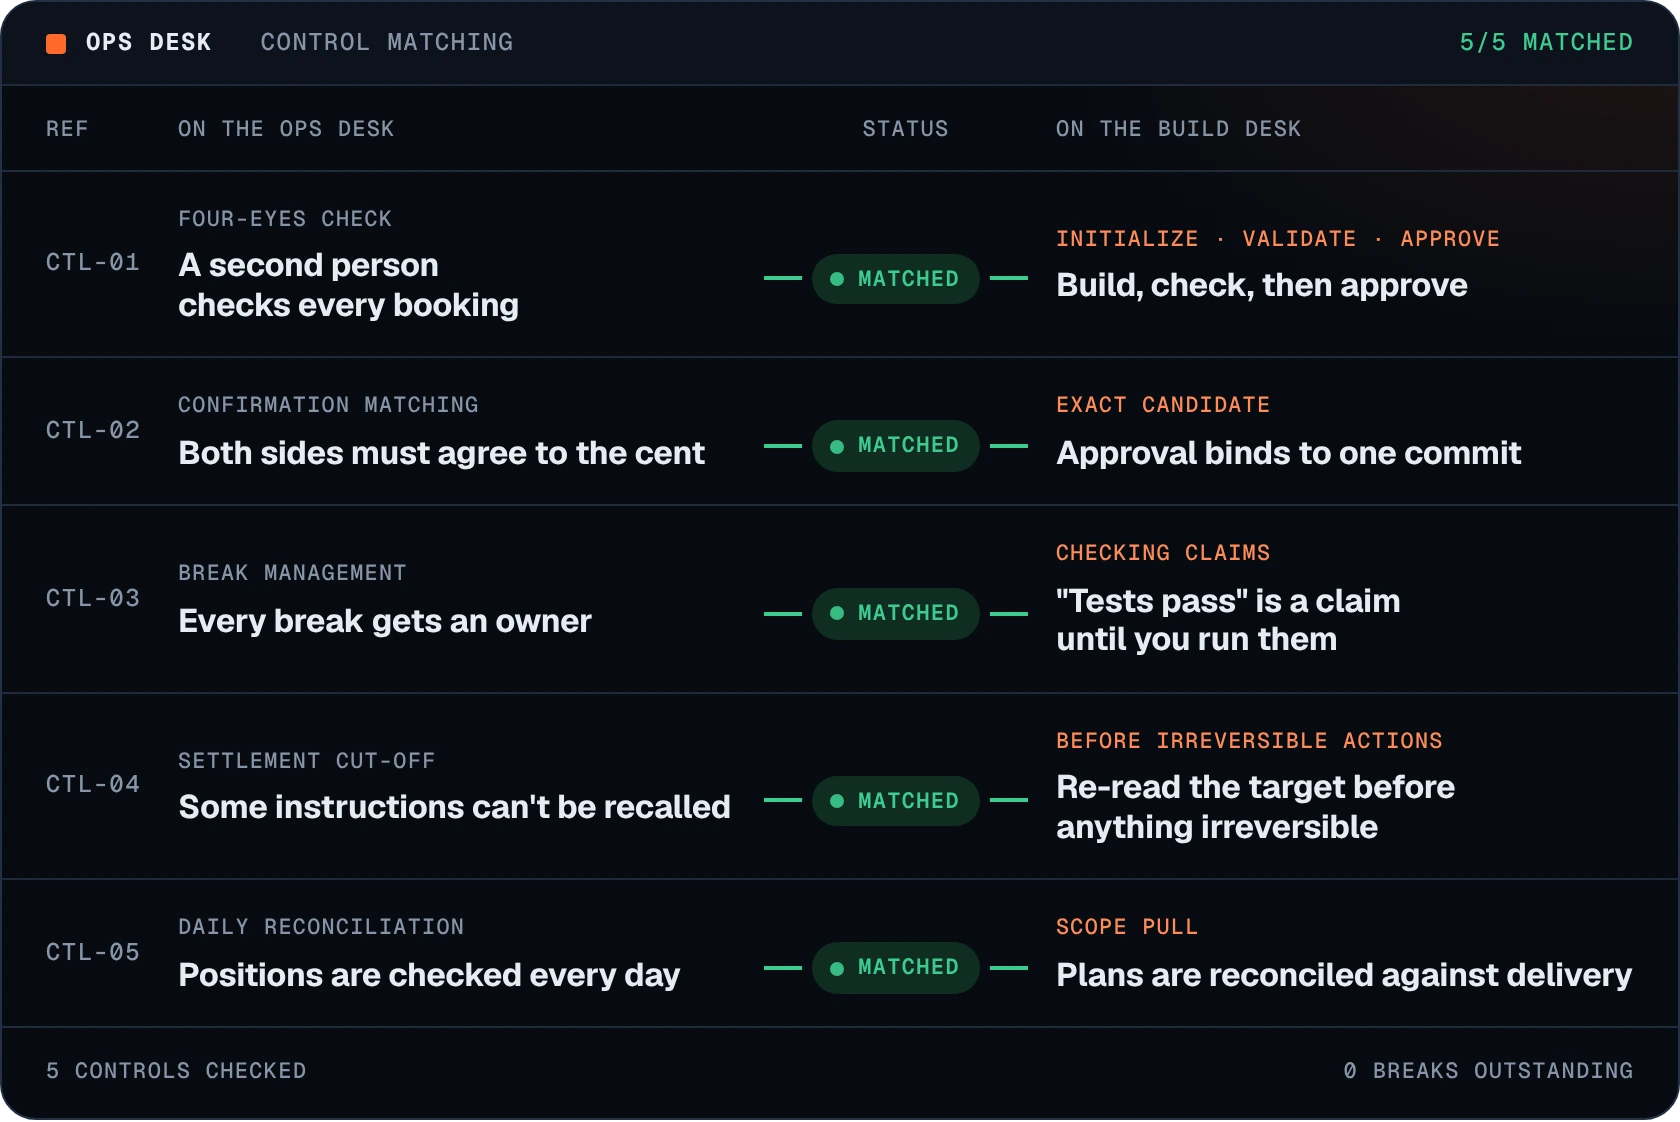 OPS DESK CONTROL MATCHING 5/5 MATCHED
REF ON THE OPS DESK STATUS ON THE BUILD DESK
CTL-01
FOUR-EYES CHECK
A second person
checks every booking
MATCHED
INITIALIZE · VALIDATE · APPROVE
Build, check, then approve
CTL-02
CONFIRMATION MATCHING
Both sides must agree to the cent
MATCHED
EXACT CANDIDATE
Approval binds to one commit
CTL-03
BREAK MANAGEMENT
Every break gets an owner
MATCHED
CHECKING CLAIMS
"Tests pass" is a claim
until you run them
CTL-04
SETTLEMENT CUT-OFF
Some instructions can't be recalled
MATCHED
BEFORE IRREVERSIBLE ACTIONS
Re-read the target before
anything irreversible
CTL-05
DAILY RECONCILIATION
Positions are checked every day
MATCHED
SCOPE PULL
Plans are reconciled against delivery
5 CONTROLS CHECKED 0 BREAKS OUTSTANDING